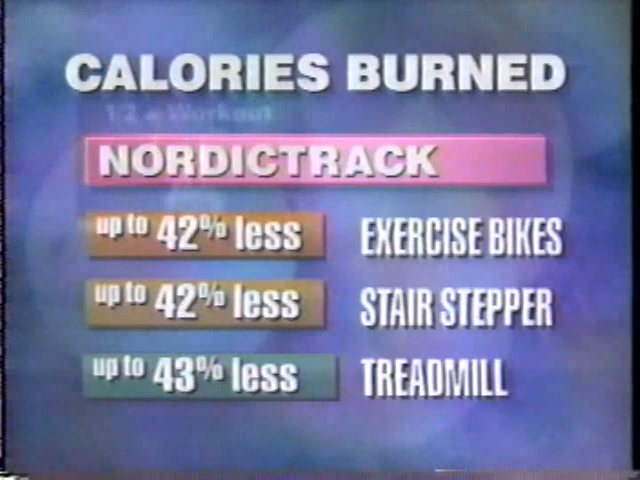 CALORIES BURNED
NORDICTRACK
up to 42% less EXERCISE BIKES
up to 42% less STAIR STEPPER
up to 43% less TREADMILL